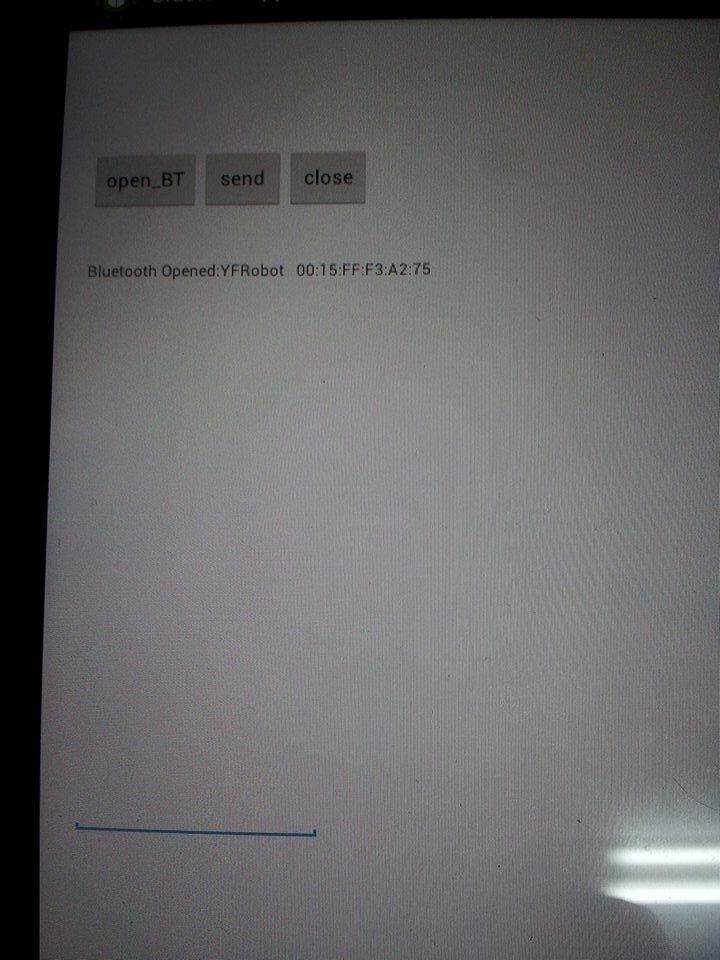 open_BT send close
Bluetooth Opened:YFRobot 00:15:FF:F3:A2:75